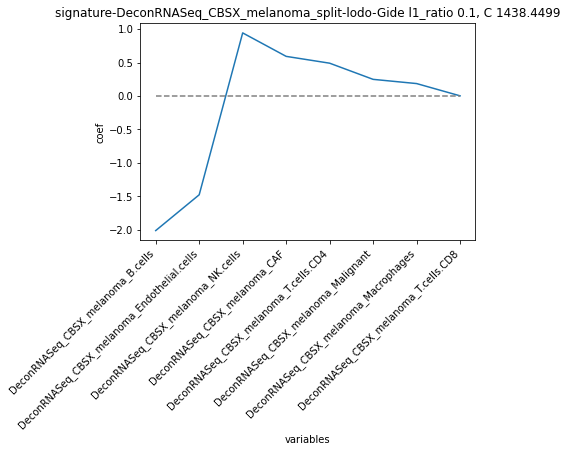 signature-DeconRNASeq_CBSX_melanoma_split-lodo-Gide l1_ratio 0.1, C 1438.4499
1.0
0.5
0.0
−0.5
−1.0
−1.5
−2.0
coef
DeconRNASeq_CBSX_melanoma_B.cells
DeconRNASeq_CBSX_melanoma_Endothelial.cells
DeconRNASeq_CBSX_melanoma_NK.cells
DeconRNASeq_CBSX_melanoma_CAF
DeconRNASeq_CBSX_melanoma_T.cells.CD4
DeconRNASeq_CBSX_melanoma_Malignant
DeconRNASeq_CBSX_melanoma_Macrophages
DeconRNASeq_CBSX_melanoma_T.cells.CD8
variables